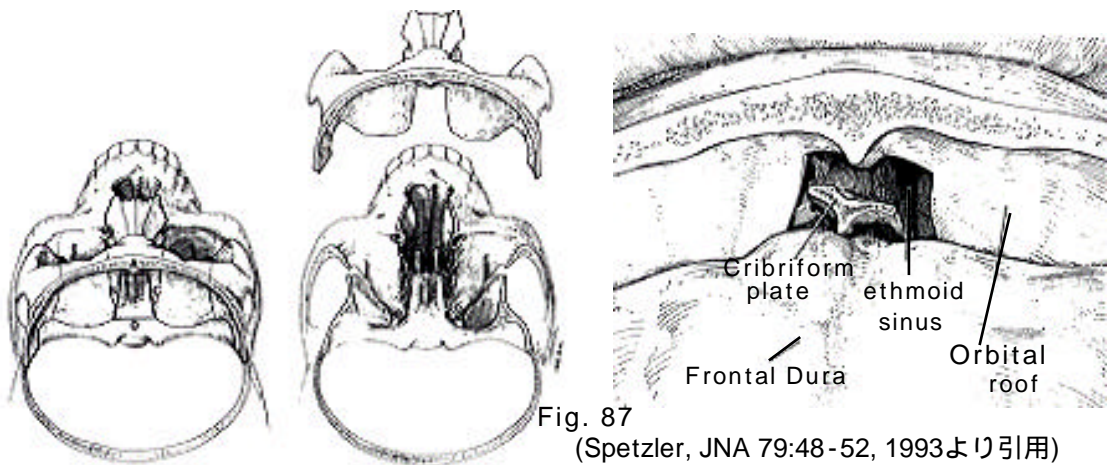 Cribriform
plate
ethmoid
sinus
Frontal Dura
Orbital
roof
Fig. 87
(Spetzler, JNA 79:48-52, 1993より引用)